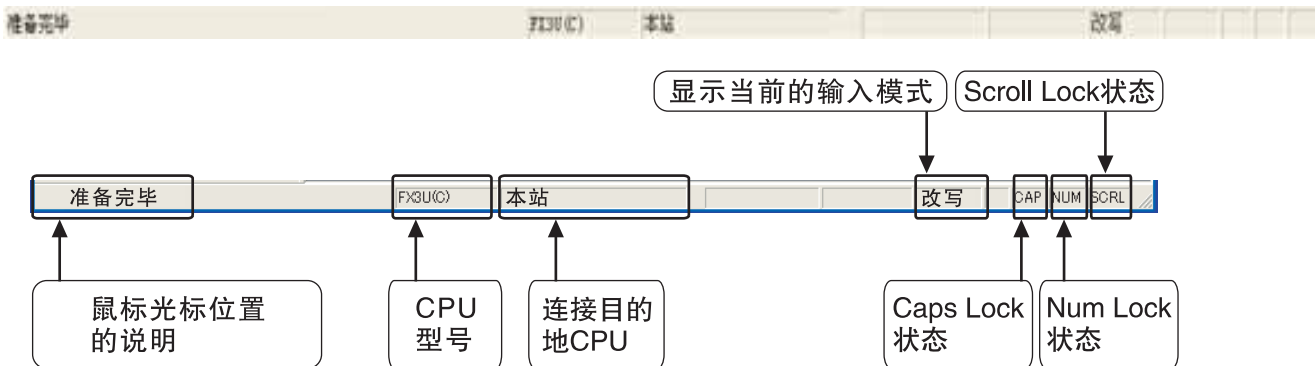 准备完毕 FX3U(C) 本站 改写
显示当前的输入模式 Scroll Lock状态
准备完毕 FX3U(C) 本站 改写 CAP NUM SCRL
鼠标光标位置
的说明
CPU
型号
连接目的
地CPU
Caps Lock
状态
Num Lock
状态